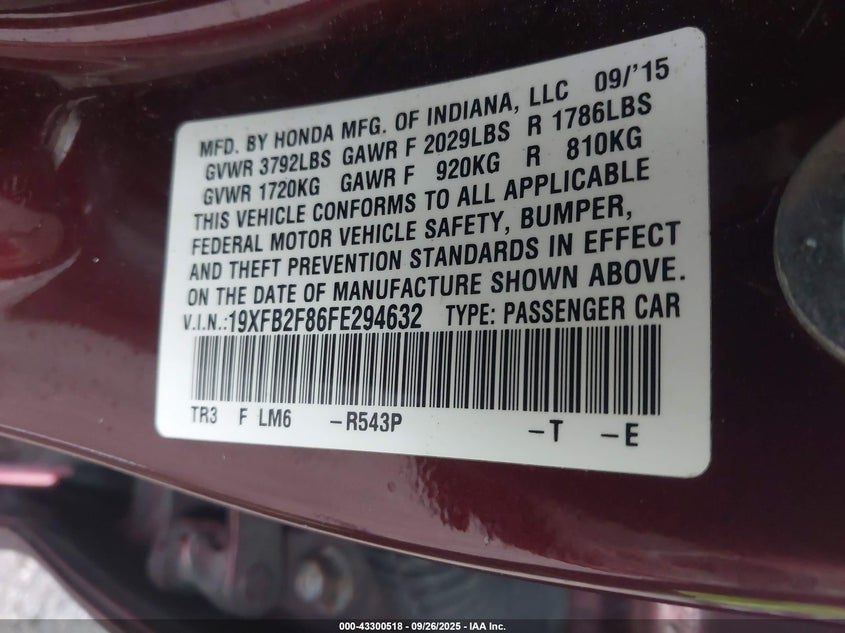 MFD. BY HONDA MFG. OF INDIANA, LLC 09/'15
GVWR 3792LBS GAWR F 2029LBS R 1786LBS
GVWR 1720KG GAWR F 920KG R 810KG
THIS VEHICLE CONFORMS TO ALL APPLICABLE
FEDERAL MOTOR VEHICLE SAFETY, BUMPER,
AND THEFT PREVENTION STANDARDS IN EFFECT
ON THE DATE OF MANUFACTURE SHOWN ABOVE.
V.I.N.:19XFB2F86FE294632 TYPE: PASSENGER CAR
TR3 F LM6 -R543P -T -E
000-43300518 - 09/26/2025 - IAA Inc.